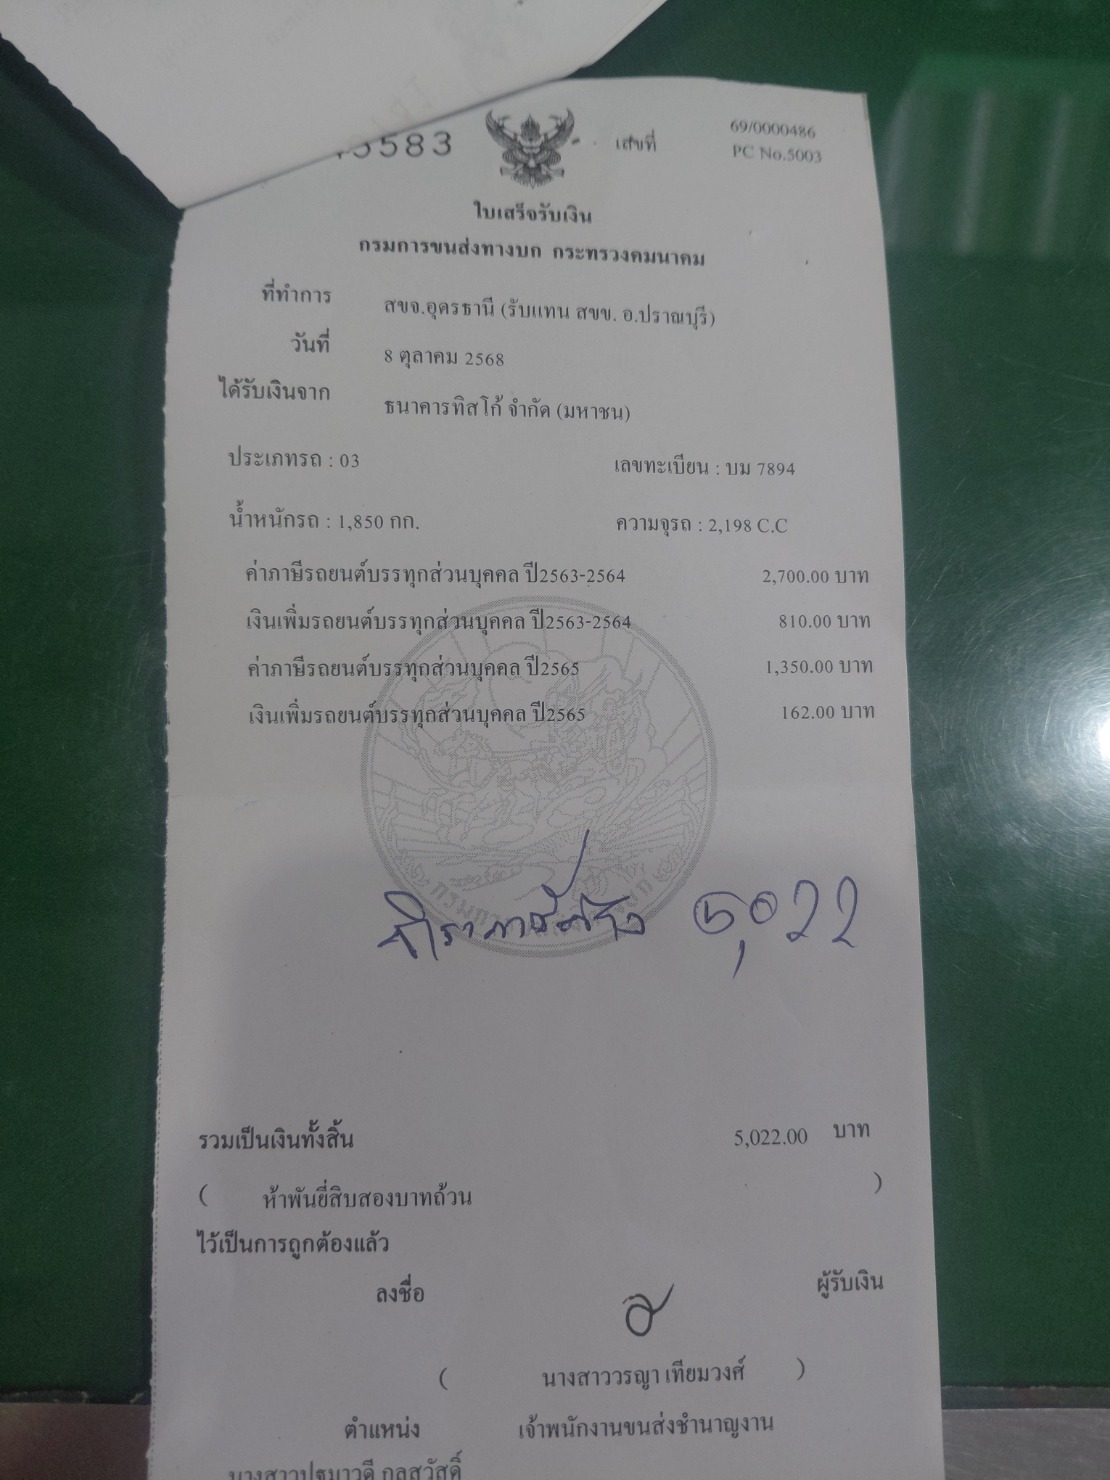 5583
เลขที่ 69/0000486
PC No.5003
ใบเสร็จรับเงิน
กรมการขนส่งทางบก กระทรวงคมนาคม
ที่ทำการ สขจ.อุดรธานี (รับแทน สขข. อ.ปราณบุรี)
วันที่ 8 ตุลาคม 2568
ได้รับเงินจาก ธนาคารทิสโก้ จำกัด (มหาชน)
ประเภทรถ : 03 เลขทะเบียน : บม 7894
น้ำหนักรถ : 1,850 กก. ความจุรถ : 2,198 C.C
ค่าภาษีรถยนต์บรรทุกส่วนบุคคล ปี2563-2564 2,700.00 บาท
เงินเพิ่มรถยนต์บรรทุกส่วนบุคคล ปี2563-2564 810.00 บาท
ค่าภาษีรถยนต์บรรทุกส่วนบุคคล ปี2565 1,350.00 บาท
เงินเพิ่มรถยนต์บรรทุกส่วนบุคคล ปี2565 162.00 บาท
5,022
รวมเป็นเงินทั้งสิ้น 5,022.00 บาท
( ห้าพันยี่สิบสองบาทถ้วน )
ไว้เป็นการถูกต้องแล้ว
ลงชื่อ ผู้รับเงิน
( นางสาววรญา เทียมวงศ์ )
ตำแหน่ง เจ้าพนักงานขนส่งชำนาญงาน
นางสาวปฐมาวดี กุลสวัสดิ์